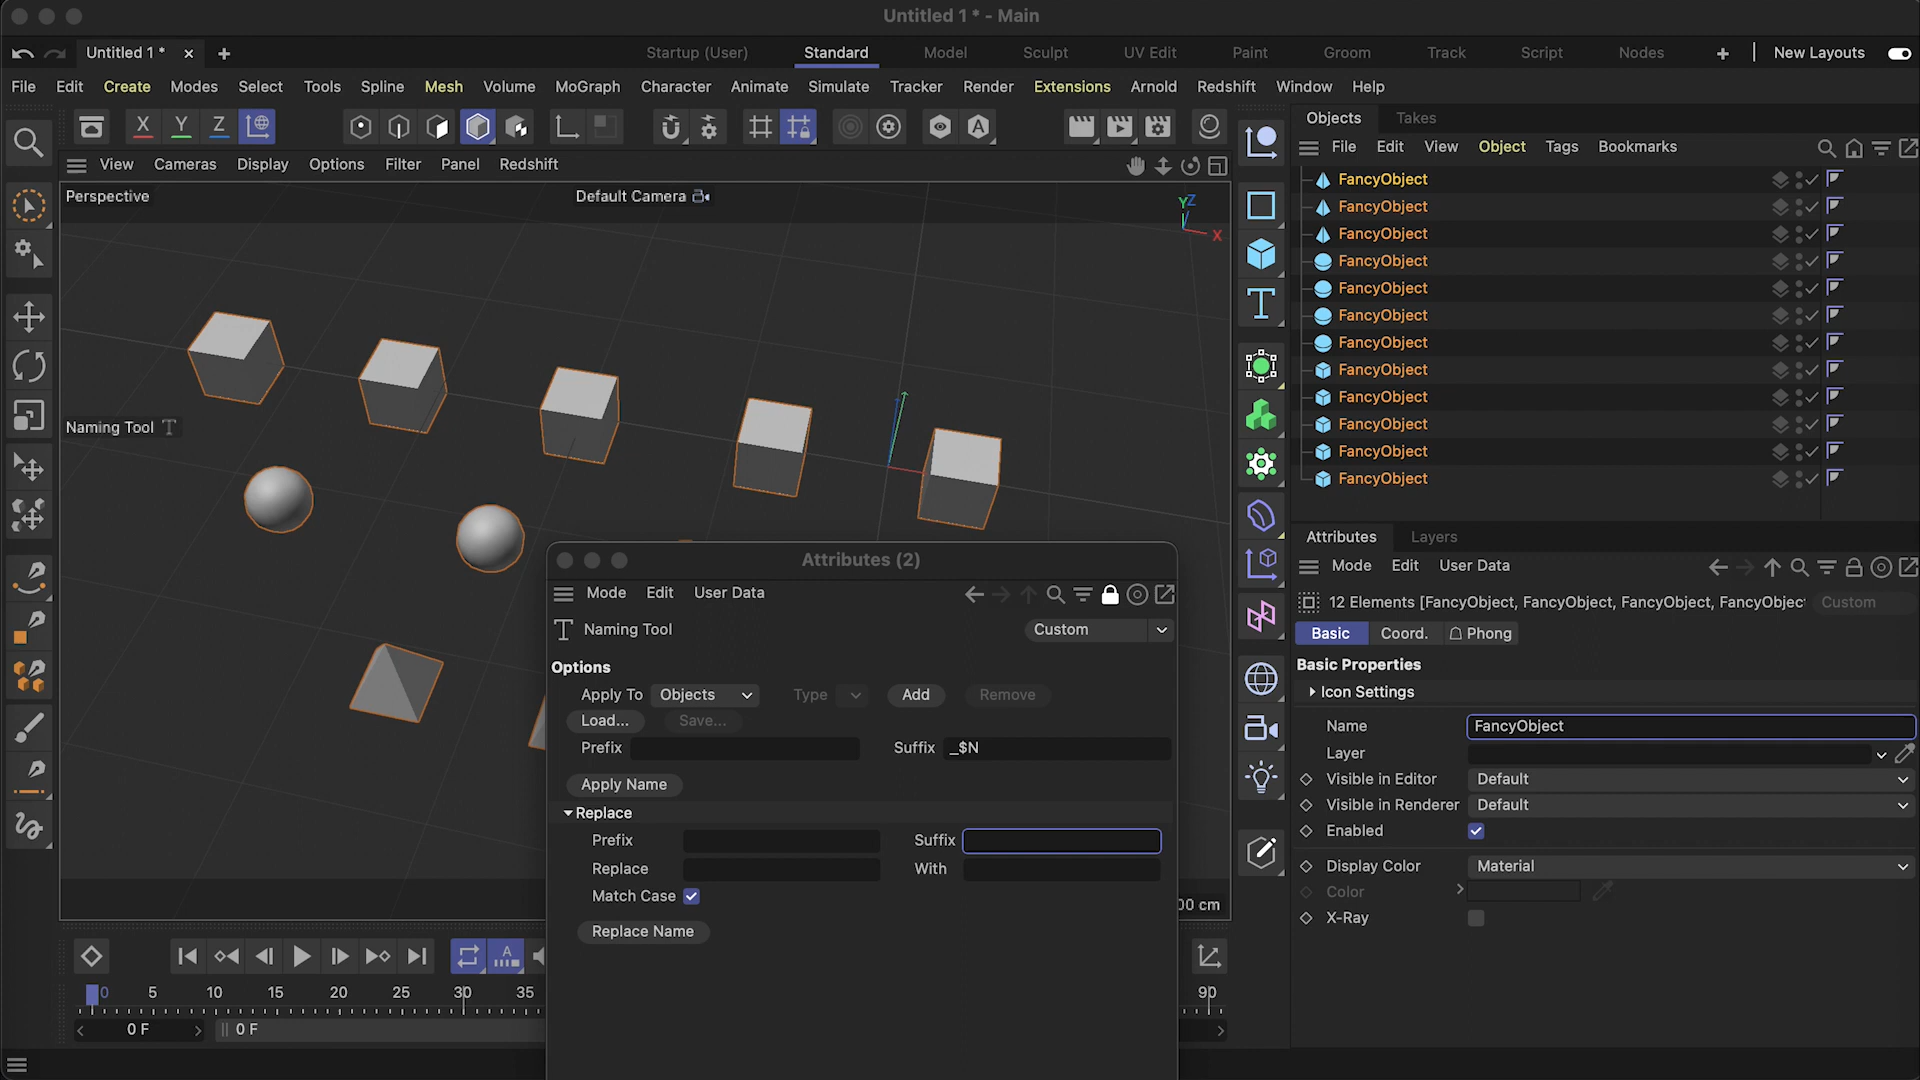 Untitled 1 * - Main
Untitled 1 *
Startup (User) Standard Model Sculpt UV Edit Paint Groom Track Script Nodes New Layouts
File Edit Create Modes Select Tools Spline Mesh Volume MoGraph Character Animate Simulate Tracker Render Extensions Arnold Redshift Window Help
X Y Z
View Cameras Display Options Filter Panel Redshift
Perspective
Default Camera
Y Z X
Naming Tool
00 cm
Objects Takes
File Edit View Object Tags Bookmarks
FancyObject
FancyObject
FancyObject
FancyObject
FancyObject
FancyObject
FancyObject
FancyObject
FancyObject
FancyObject
FancyObject
FancyObject
Attributes Layers
Mode Edit User Data
12 Elements [FancyObject, FancyObject, FancyObject, FancyObjec Custom
Basic Coord. Phong
Basic Properties
Icon Settings
Name FancyObject
Layer
Visible in Editor Default
Visible in Renderer Default
Enabled
Display Color Material
Color
X-Ray
Attributes (2)
Mode Edit User Data
Naming Tool Custom
Options
Apply To Objects Type Add Remove
Load... Save...
Prefix Suffix _$N
Apply Name
Replace
Prefix Suffix
Replace With
Match Case
Replace Name
0 5 10 15 20 25 30 35 90
0 F 0 F